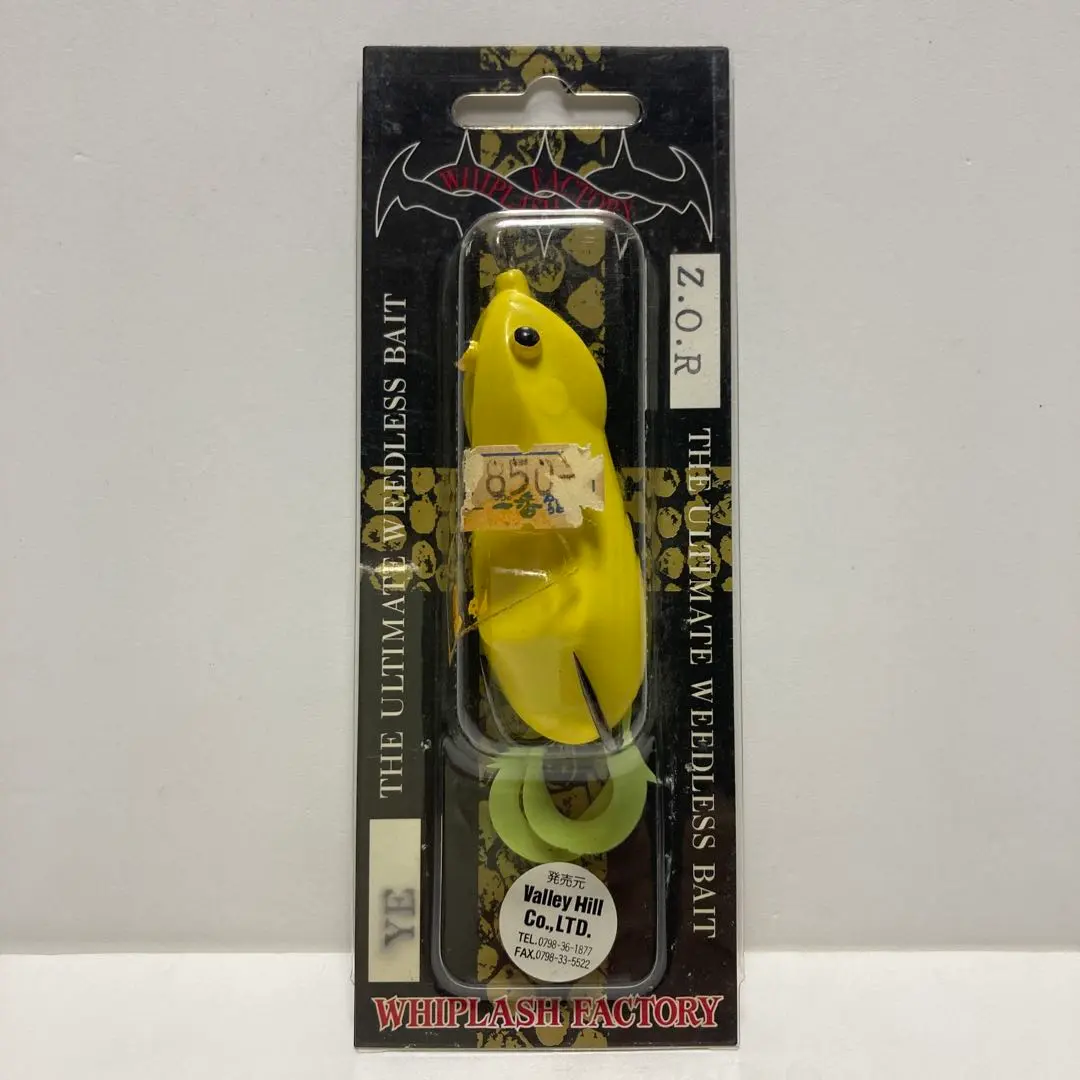 WHIPLASH FACTORY
Z.O.R
THE ULTIMATE WEEDLESS BAIT
THE ULTIMATE WEEDLESS BAIT
850-
YE
発売元
Valley Hill
Co.,LTD.
TEL.0798-36-1877
FAX.0798-33-5522
WHIPLASH FACTORY